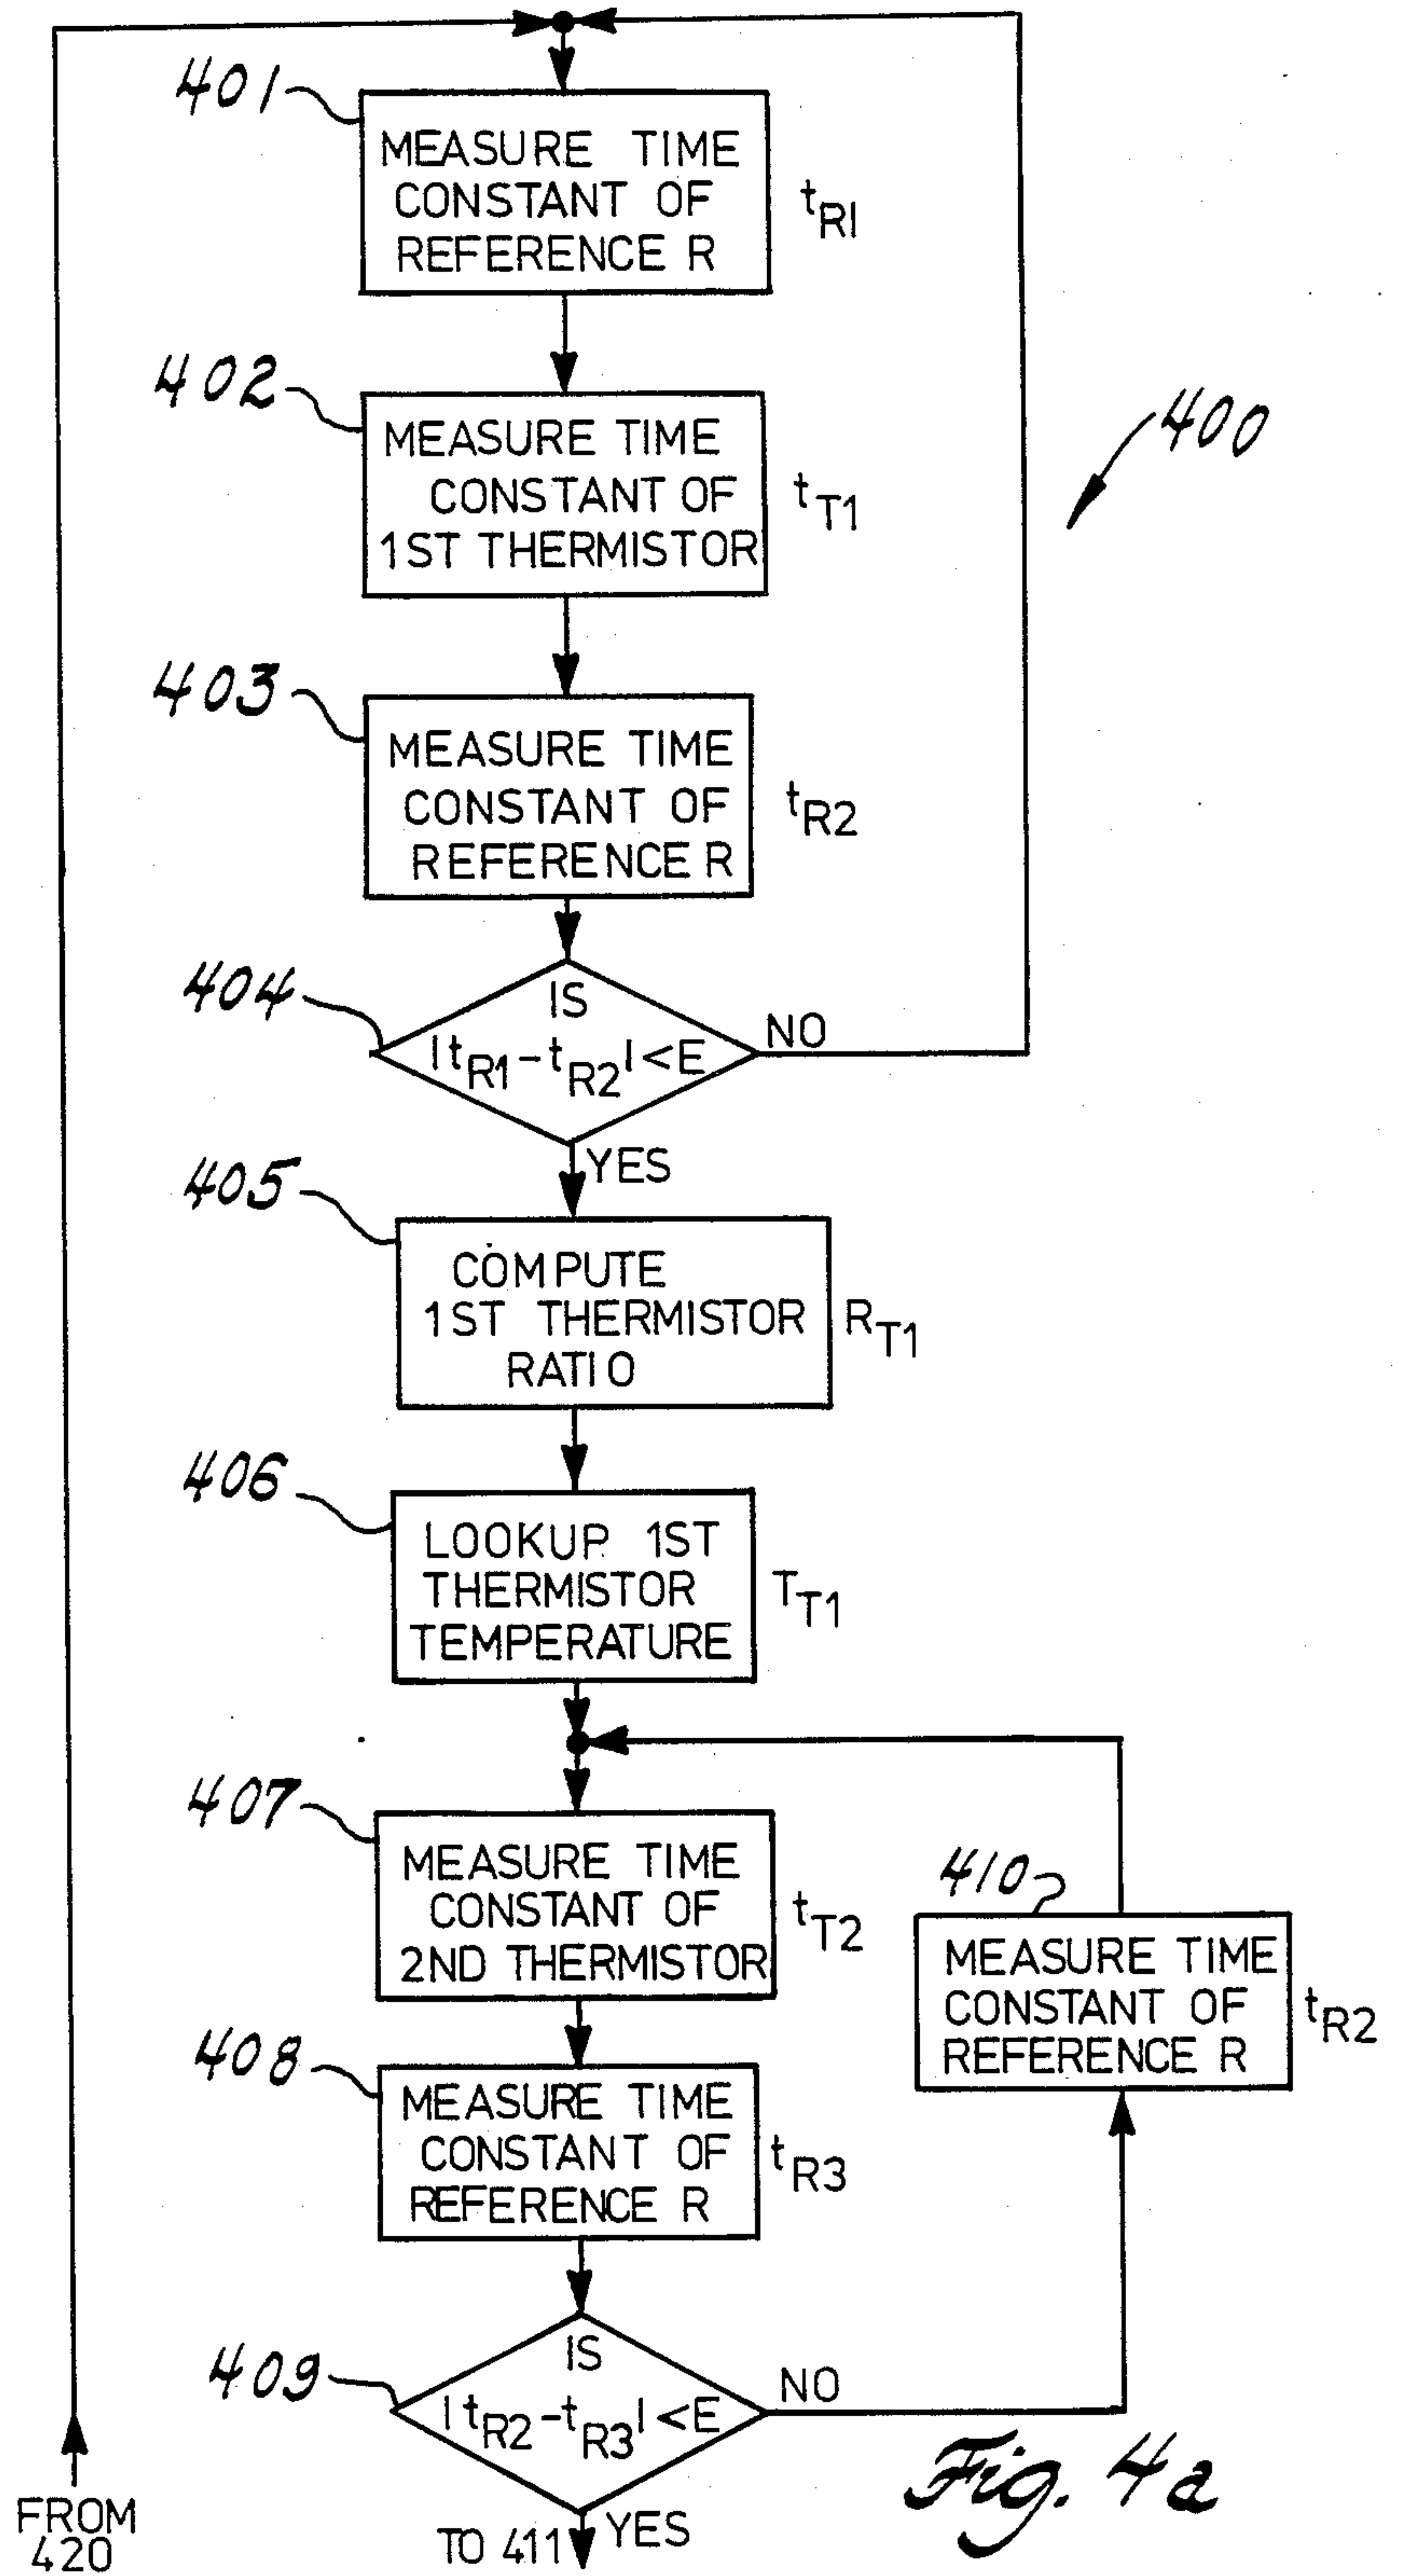 401
MEASURE TIME
CONSTANT OF
REFERENCE R
tR1
402
MEASURE TIME
CONSTANT OF
1ST THERMISTOR
tT1
400
403
MEASURE TIME
CONSTANT OF
REFERENCE R
tR2
404
IS
|tR1-tR2|<E
NO
YES
405
COMPUTE
1ST THERMISTOR
RATIO
RT1
406
LOOKUP 1ST
THERMISTOR
TEMPERATURE
TT1
407
MEASURE TIME
CONSTANT OF
2ND THERMISTOR
tT2
410
MEASURE TIME
CONSTANT OF
REFERENCE R
tR2
408
MEASURE TIME
CONSTANT OF
REFERENCE R
tR3
409
IS
|tR2-tR3|<E
NO
YES
TO 411
FROM
420
Fig. 4a